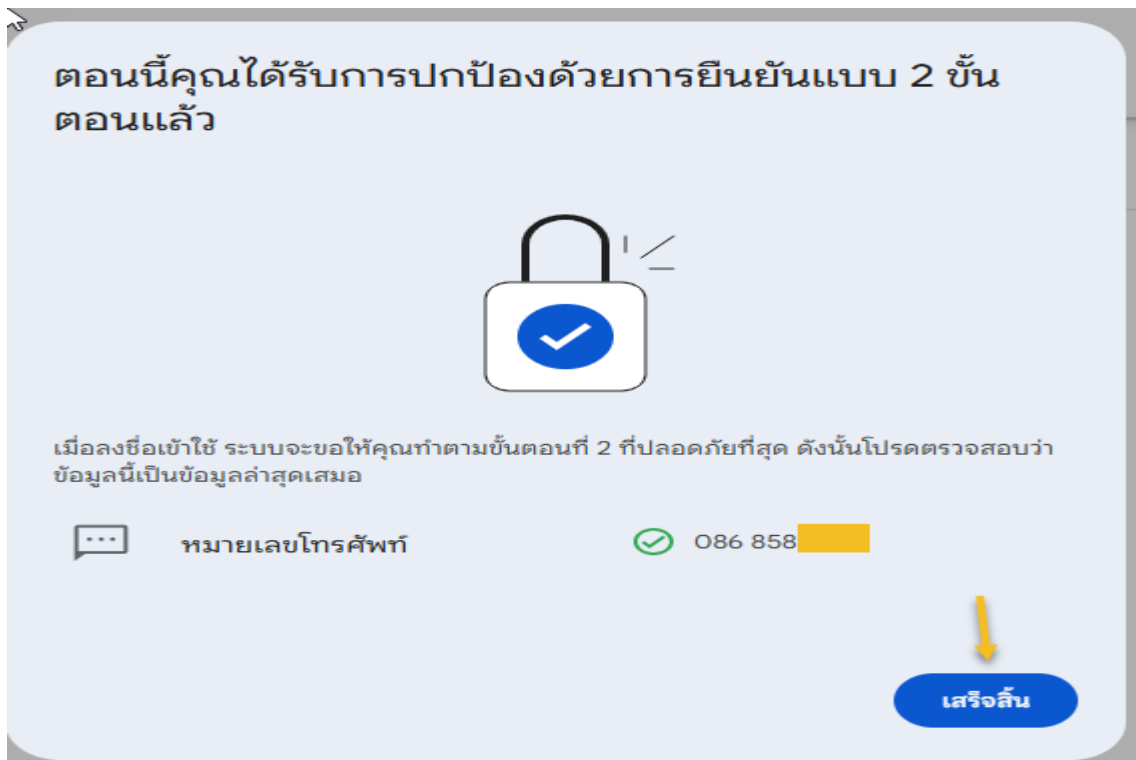 ตอนนี้คุณได้รับการปกป้องด้วยการยืนยันแบบ 2 ขั้น
ตอนแล้ว
เมื่อลงชื่อเข้าใช้ ระบบจะขอให้คุณทำตามขั้นตอนที่ 2 ที่ปลอดภัยที่สุด ดังนั้นโปรดตรวจสอบว่า
ข้อมูลนี้เป็นข้อมูลล่าสุดเสมอ
หมายเลขโทรศัพท์ 086 858
เสร็จสิ้น